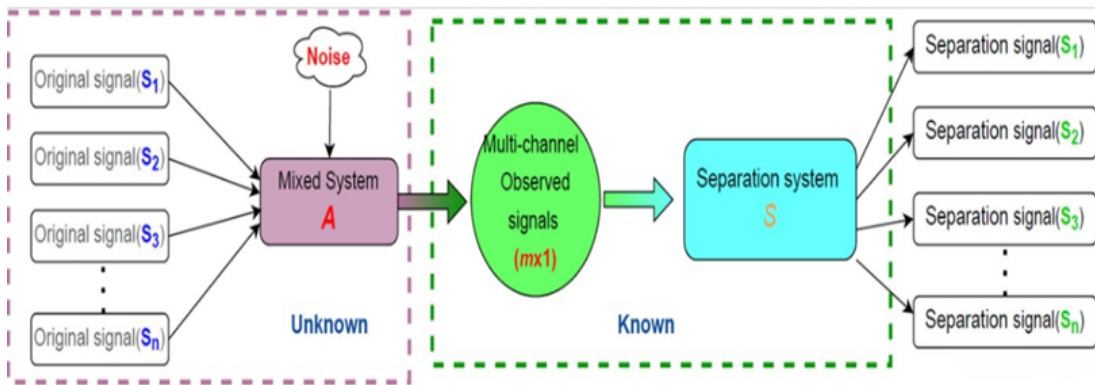 Original signal(S1)
Original signal(S2)
Original signal(S3)
Original signal(Sn)
Noise
Mixed System
A
Unknown
Multi-channel
Observed
signals
(mx1)
Separation system
S
Known
Separation signal(S1)
Separation signal(S2)
Separation signal(S3)
Separation signal(Sn)